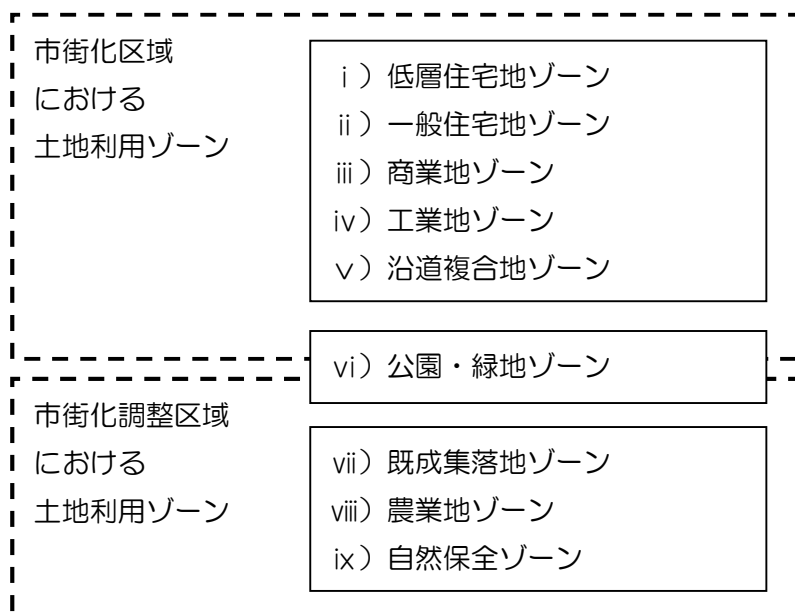 市街化区域
における
土地利用ゾーン
ⅰ）低層住宅地ゾーン
ⅱ）一般住宅地ゾーン
ⅲ）商業地ゾーン
ⅳ）工業地ゾーン
ⅴ）沿道複合地ゾーン
ⅵ）公園・緑地ゾーン
市街化調整区域
における
土地利用ゾーン
ⅶ）既成集落地ゾーン
ⅷ）農業地ゾーン
ⅸ）自然保全ゾーン